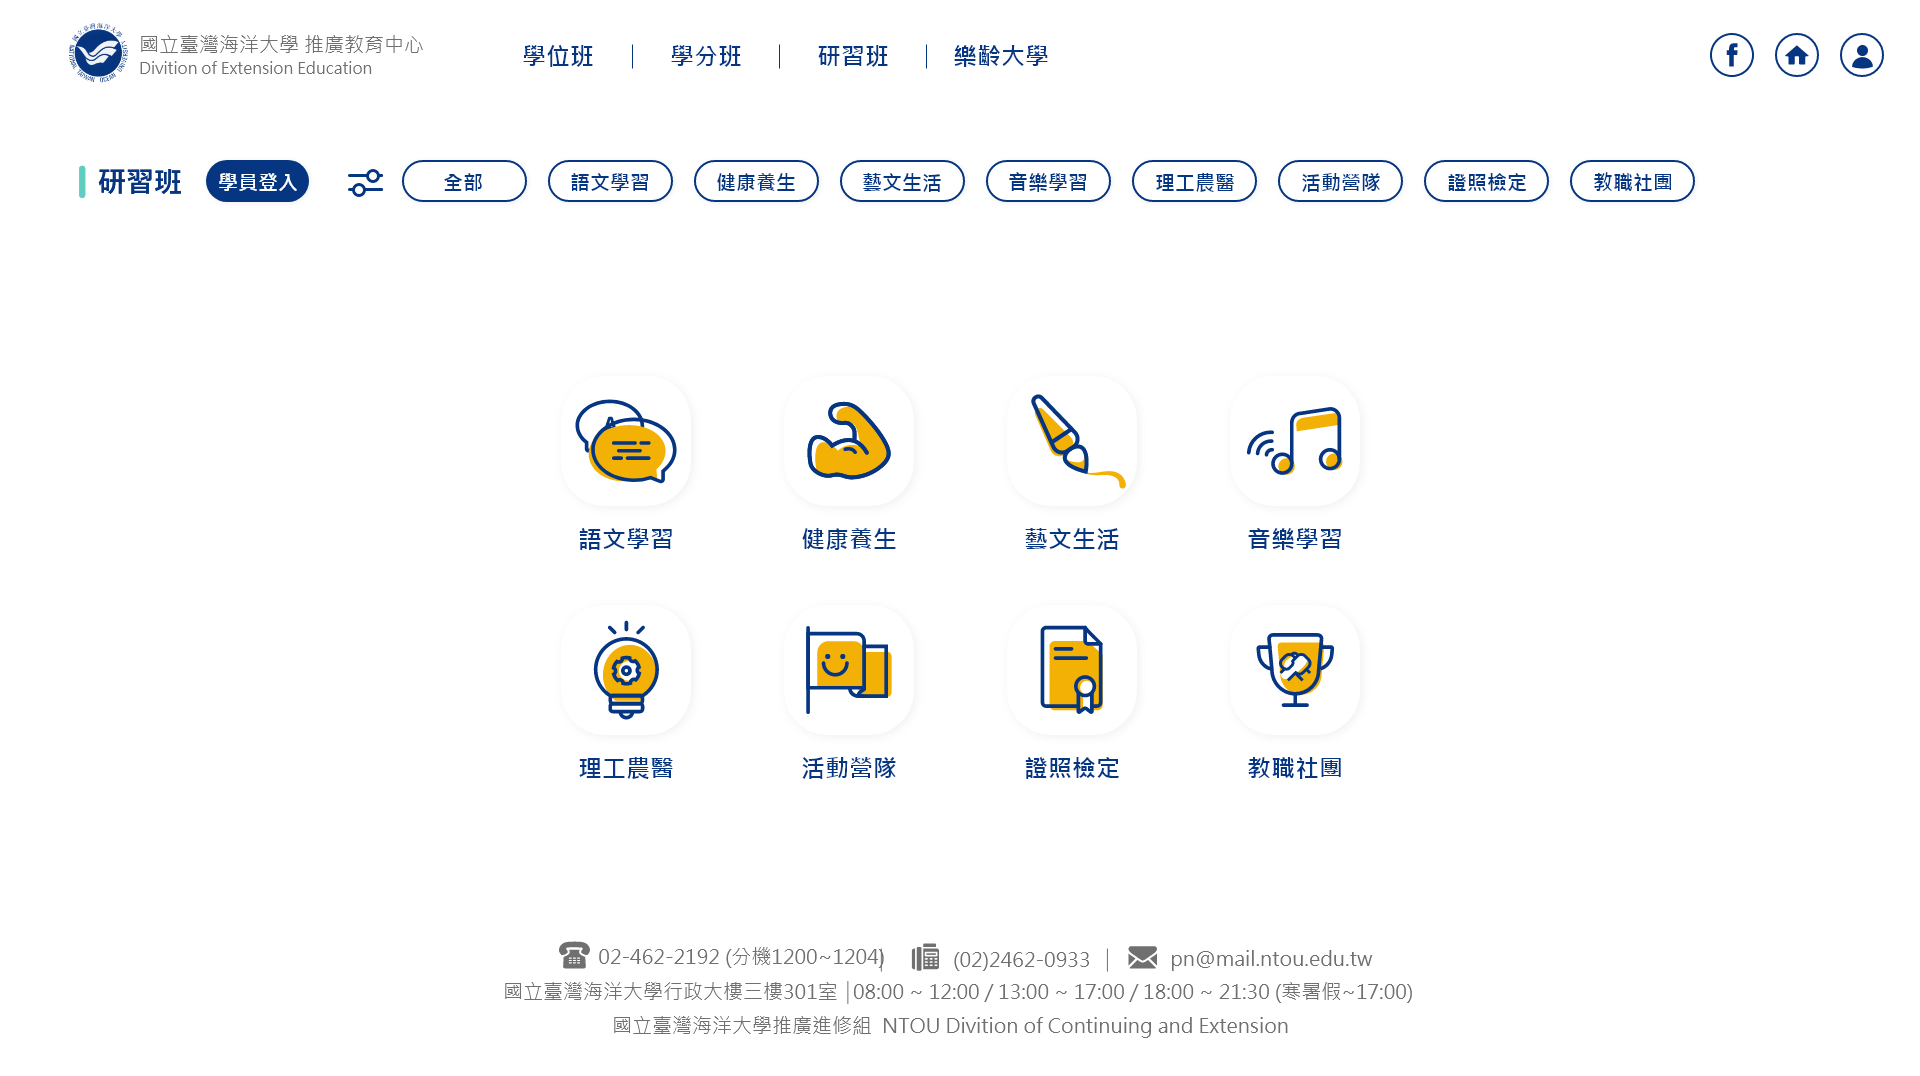 國立臺灣海洋大學 推廣教育中心
Divition of Extension Education
學位班 | 學分班 | 研習班 | 樂齡大學
研習班 學員登入 全部 語文學習 健康養生 藝文生活 音樂學習 理工農醫 活動營隊 證照檢定 教職社團
語文學習 健康養生 藝文生活 音樂學習
理工農醫 活動營隊 證照檢定 教職社團
02-462-2192 (分機1200~1204) | (02)2462-0933 | pn@mail.ntou.edu.tw
國立臺灣海洋大學行政大樓三樓301室 |08:00 ~ 12:00 / 13:00 ~ 17:00 / 18:00 ~ 21:30 (寒暑假~17:00)
國立臺灣海洋大學推廣進修組 NTOU Divition of Continuing and Extension